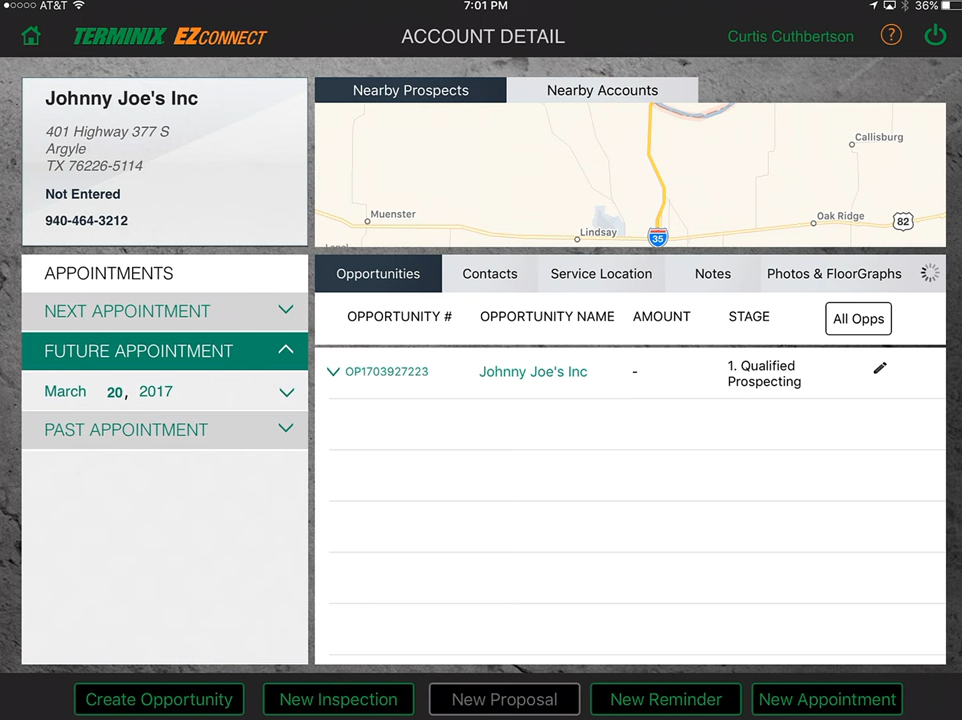 AT&T 7:01 PM 36%
TERMINIX EZCONNECT ACCOUNT DETAIL Curtis Cuthbertson ?
Johnny Joe's Inc
401 Highway 377 S
Argyle
TX 76226-5114
Not Entered
940-464-3212
Nearby Prospects Nearby Accounts
Callisburg
Muenster
Oak Ridge
82
Lindsay
35
APPOINTMENTS
NEXT APPOINTMENT
FUTURE APPOINTMENT
March 20, 2017
PAST APPOINTMENT
Opportunities Contacts Service Location Notes Photos & FloorGraphs
OPPORTUNITY # OPPORTUNITY NAME AMOUNT STAGE All Opps
OP1703927223 Johnny Joe's Inc - 1. Qualified
Prospecting
Create Opportunity New Inspection New Proposal New Reminder New Appointment